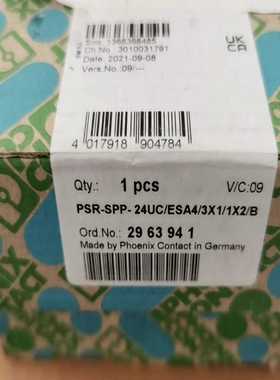 Ch.No. 3010031791
Date: 2021-09-08
Vers.No.:09/---
UK
CA
4 017918 904784
Qty.: 1 pcs V/C:09
PSR-SPP- 24UC/ESA4/3X1/1X2/B
Ord.No.: 29 63 94 1
Made by Phoenix Contact in Germany